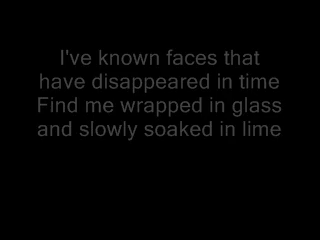 I've known faces that
have disappeared in time
Find me wrapped in glass
and slowly soaked in lime